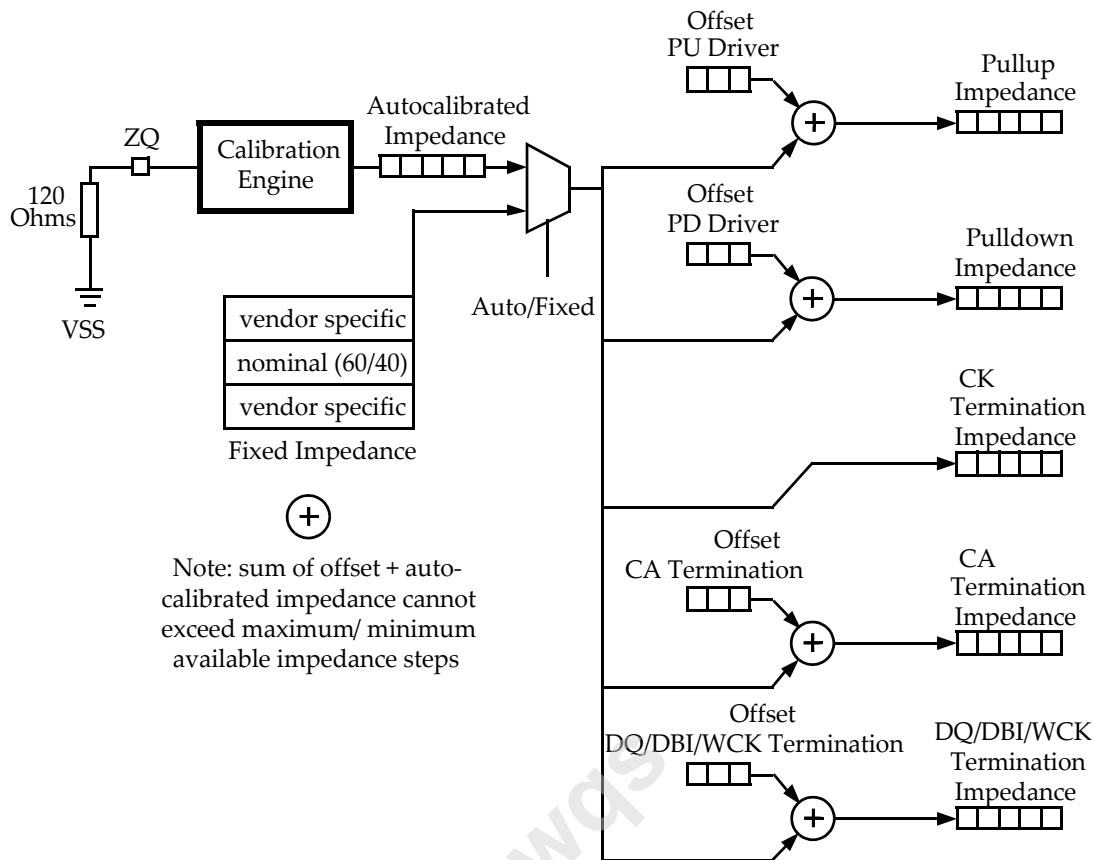 Offset
PU Driver
Pullup
Impedance
Autocalibrated
Impedance
ZQ
Calibration
Engine
+
120
Ohms
VSS
Offset
PD Driver
Pulldown
Impedance
+
Auto/Fixed
vendor specific
nominal (60/40)
vendor specific
Fixed Impedance
CK
Termination
Impedance
+
Note: sum of offset + auto-
calibrated impedance cannot
exceed maximum/ minimum
available impedance steps
Offset
CA Termination
CA
Termination
Impedance
+
Offset
DQ/DBI/WCK Termination
DQ/DBI/WCK
Termination
Impedance
+
wqs